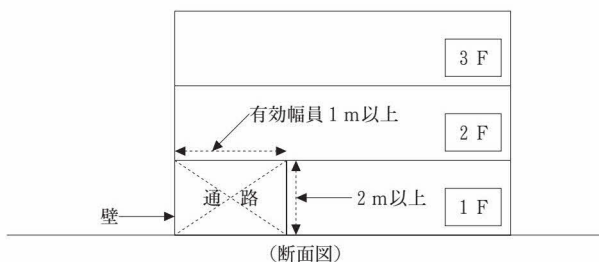 3 F
有効幅員1m以上
2 F
通路
2m以上
1 F
壁
(断面図)